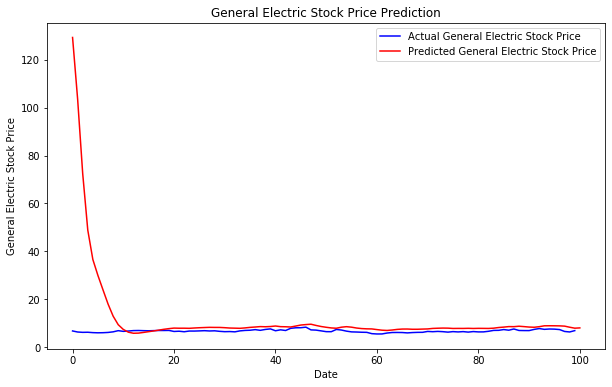 General Electric Stock Price Prediction
Actual General Electric Stock Price
Predicted General Electric Stock Price
General Electric Stock Price
120
100
80
60
40
20
0
0 20 40 60 80 100
Date